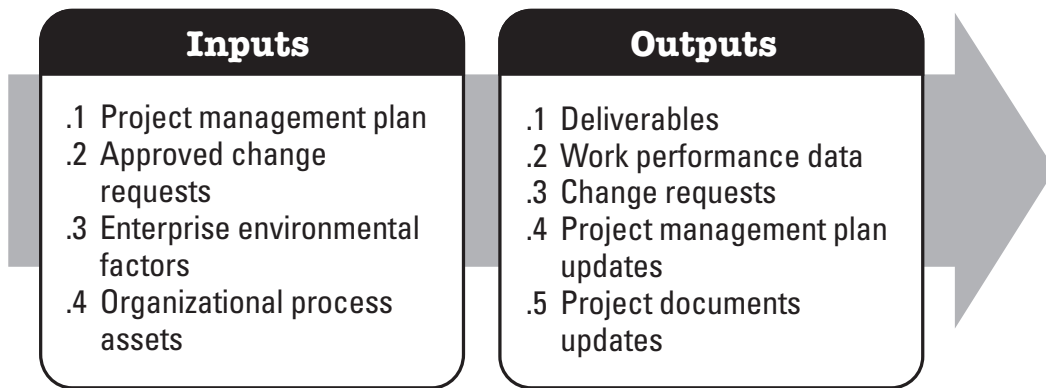 Inputs
.1 Project management plan
.2 Approved change
requests
.3 Enterprise environmental
factors
.4 Organizational process
assets
Outputs
.1 Deliverables
.2 Work performance data
.3 Change requests
.4 Project management plan
updates
.5 Project documents
updates